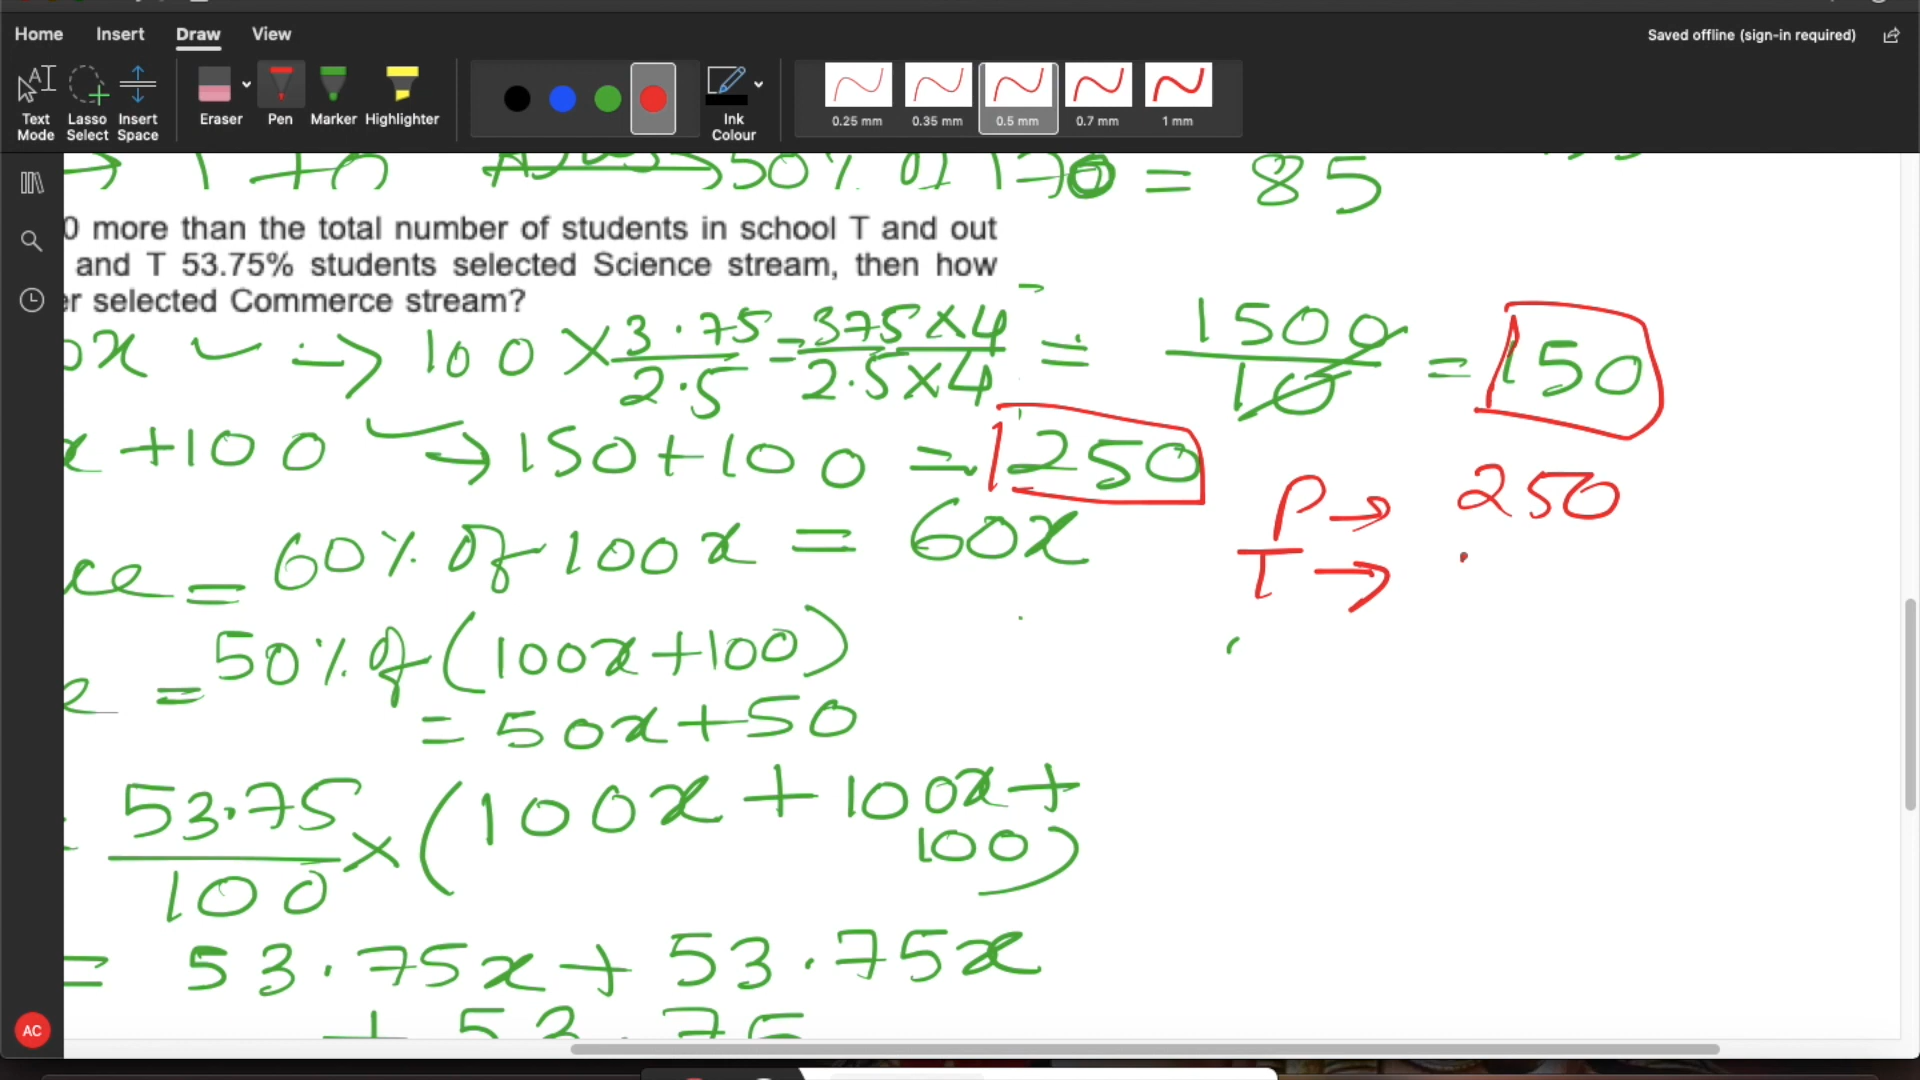 Home Insert Draw View Saved offline (sign-in required)
Text Mode Lasso Select Insert Space Eraser Pen Marker Highlighter Ink Colour 0.25 mm 0.35 mm 0.5 mm 0.7 mm 1 mm
50% of 170 = 85
0 more than the total number of students in school T and out
and T 53.75% students selected Science stream, then how
er selected Commerce stream?
0x → 100 × 3.75/2.5 = 375×4/2.5×4 = 1500/10 = 150
x + 100 → 150 + 100 = 250
P → 250
T →
ce = 60% of 100x = 60x
e = 50% of (100x + 100)
= 50x + 50
53.75/100 × (100x + 100x + 100)
= 53.75x + 53.75x
+ 53.75
AC